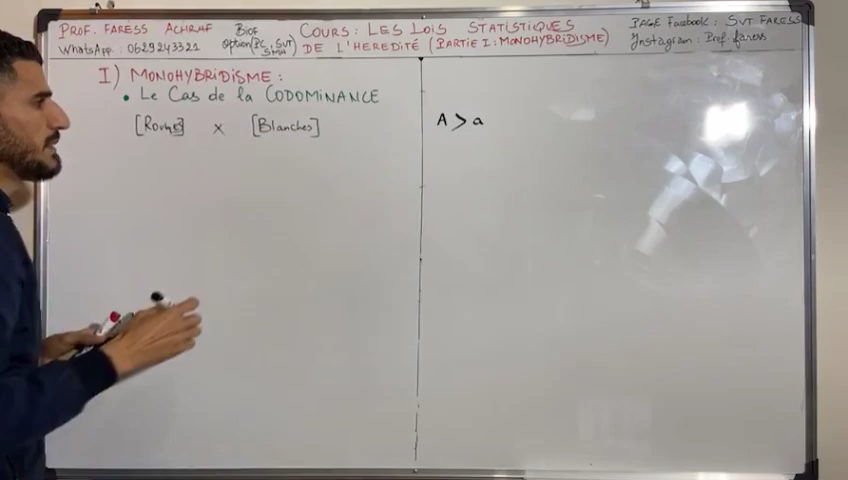 PROF. FARESS ACHRAF
WhatsApp : 0629243321
Biof
Option(PC, SVT
SMA)
COURS : LES LOIS STATISTIQUES
DE L'HEREDITÉ (PARTIE I : MONOHYBRIDISME)
PAGE Facebook : SVT FARESS
Instagram : Prof. faress
I) MONOHYBRIDISME :
• Le Cas de la CODOMINANCE
[Rouges] x [Blanches]
A > a